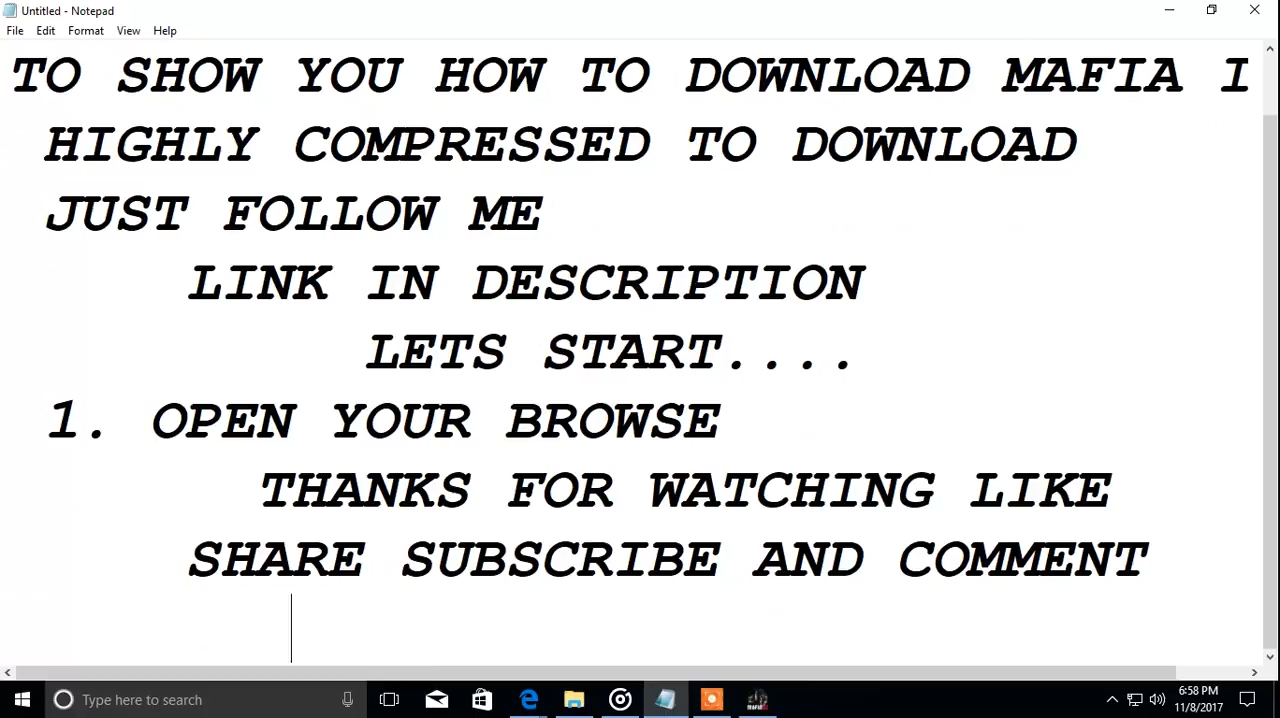 Untitled - Notepad
File Edit Format View Help
TO SHOW YOU HOW TO DOWNLOAD MAFIA I
HIGHLY COMPRESSED TO DOWNLOAD
JUST FOLLOW ME
LINK IN DESCRIPTION
LETS START....
1. OPEN YOUR BROWSE
THANKS FOR WATCHING LIKE
SHARE SUBSCRIBE AND COMMENT
Type here to search
6:58 PM
11/8/2017